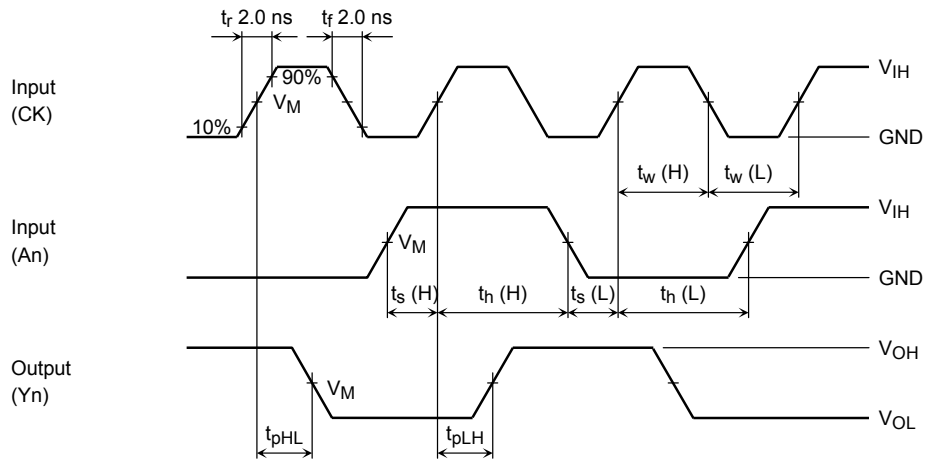 tr 2.0 ns
tf 2.0 ns
Input
(CK)
90%
VM
10%
VIH
GND
tw (H)
tw (L)
Input
(An)
VM
VIH
GND
ts (H)
th (H)
ts (L)
th (L)
Output
(Yn)
VM
VOH
VOL
tpHL
tpLH